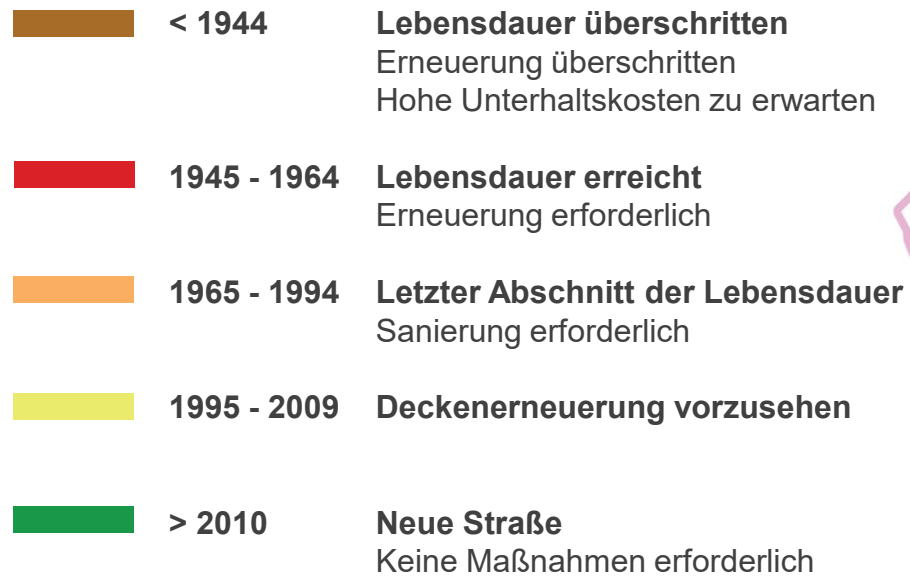 < 1944 Lebensdauer überschritten
Erneuerung überschritten
Hohe Unterhaltskosten zu erwarten
1945 - 1964 Lebensdauer erreicht
Erneuerung erforderlich
1965 - 1994 Letzter Abschnitt der Lebensdauer
Sanierung erforderlich
1995 - 2009 Deckenerneuerung vorzusehen
> 2010 Neue Straße
Keine Maßnahmen erforderlich